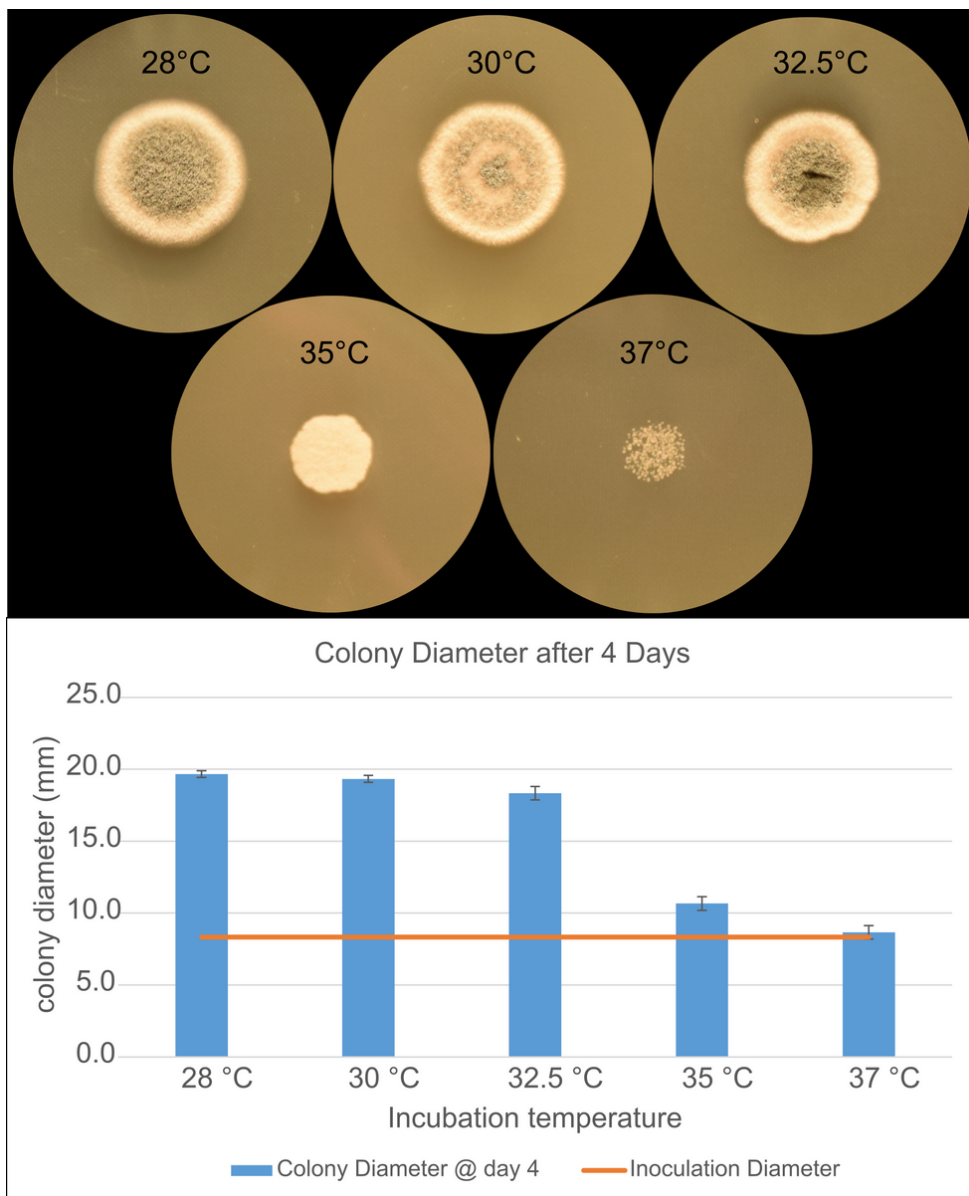 28°C
30°C
32.5°C
35°C
37°C
Colony Diameter after 4 Days
25.0
20.0
15.0
10.0
5.0
0.0
colony diameter (mm)
28 °C
30 °C
32.5 °C
35 °C
37 °C
Incubation temperature
Colony Diameter @ day 4
Inoculation Diameter